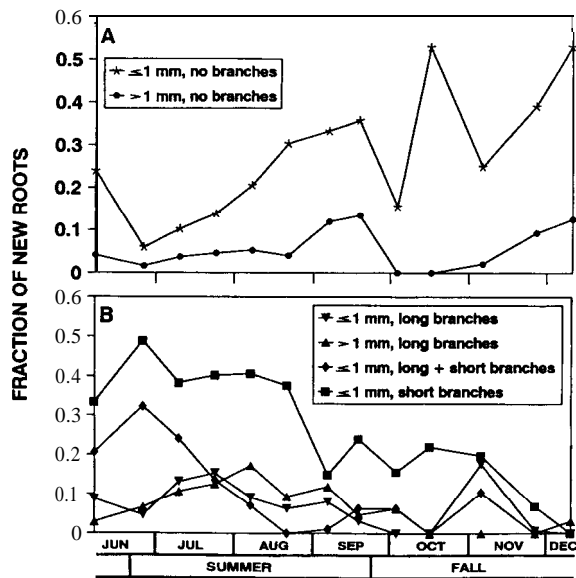 FRACTION OF NEW ROOTS
0.6
A
≤1 mm, no branches
>1 mm, no branches
0.5
0.4
0.3
0.2
0.1
0
0.6
B
≤1 mm, long branches
>1 mm, long branches
≤1 mm, long + short branches
≤1 mm, short branches
0.5
0.4
0.3
0.2
0.1
0
JUN JUL AUG SEP OCT NOV DEC
SUMMER FALL